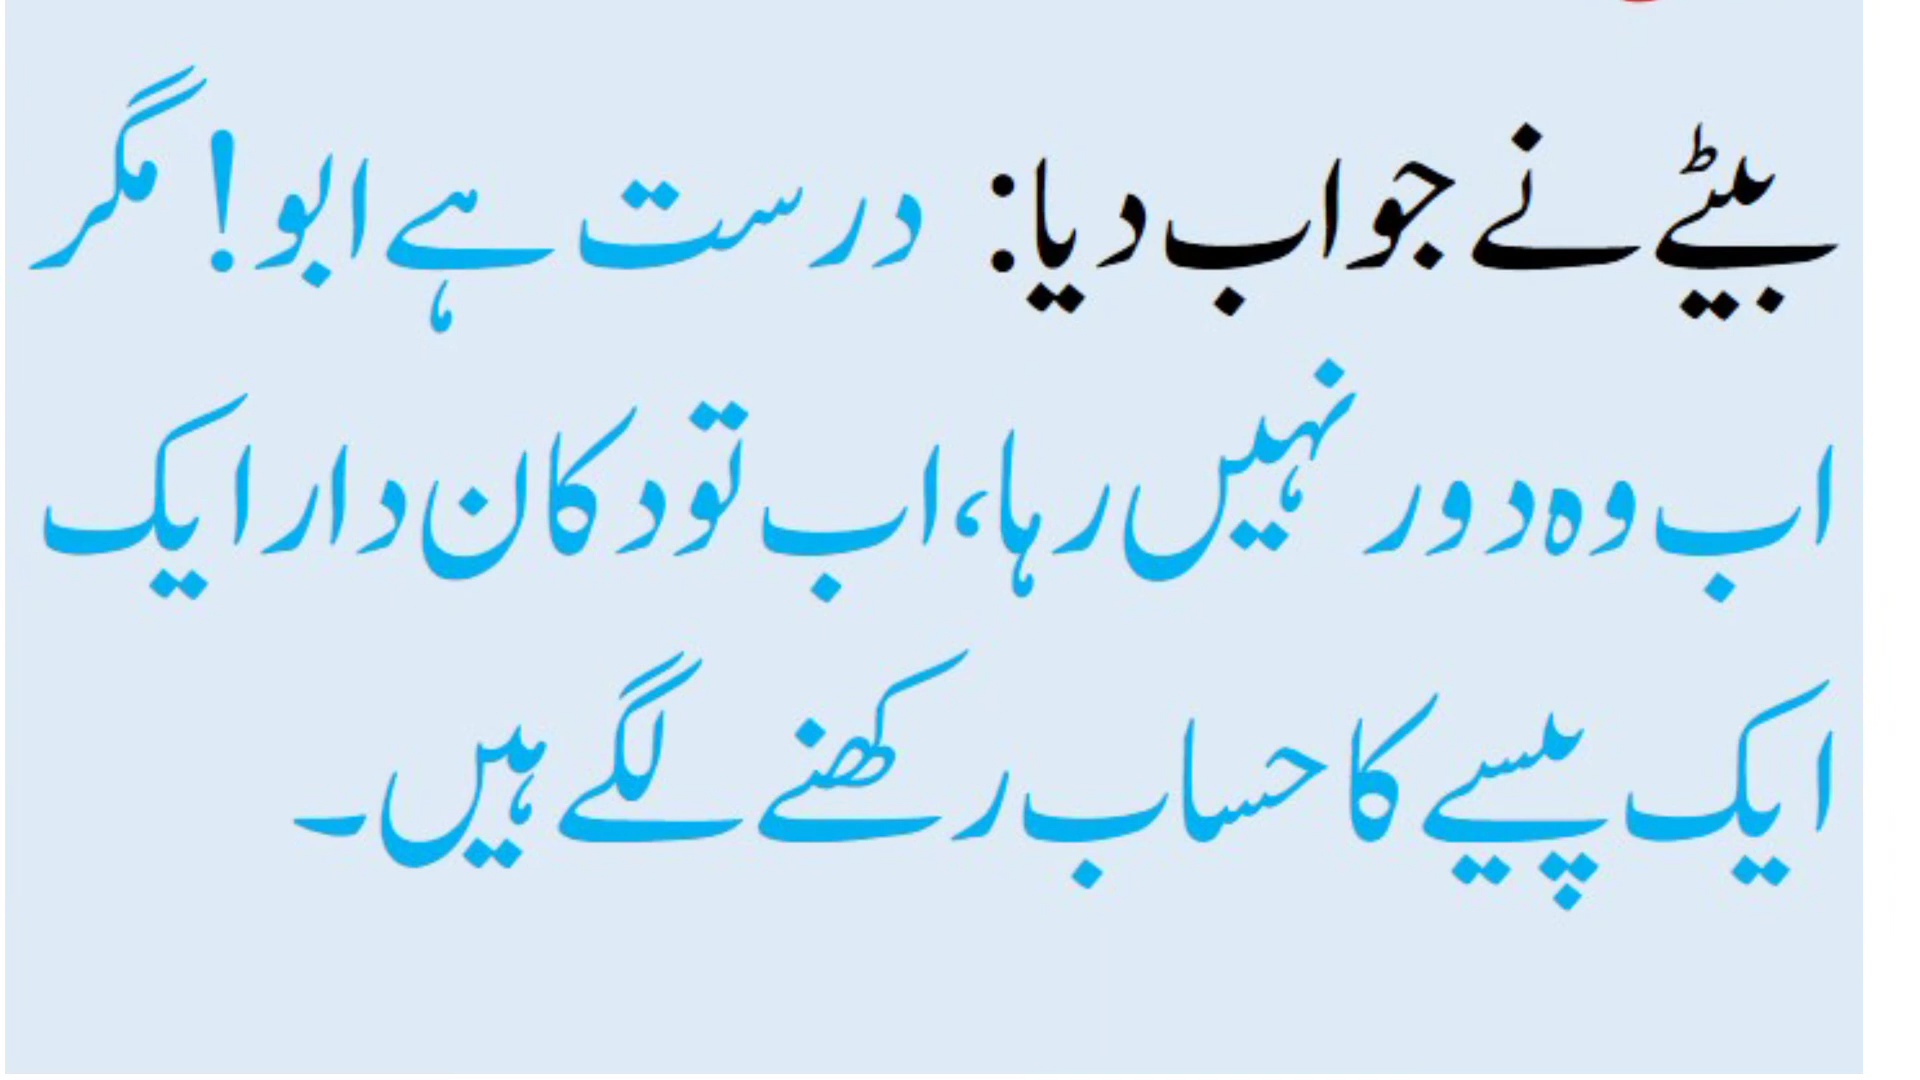 بیٹے نے جواب دیا: درست ہے ابو! مگر
اب وہ دور نہیں رہا، اب تو دکان دار ایک
ایک پیسے کا حساب رکھنے لگے ہیں۔